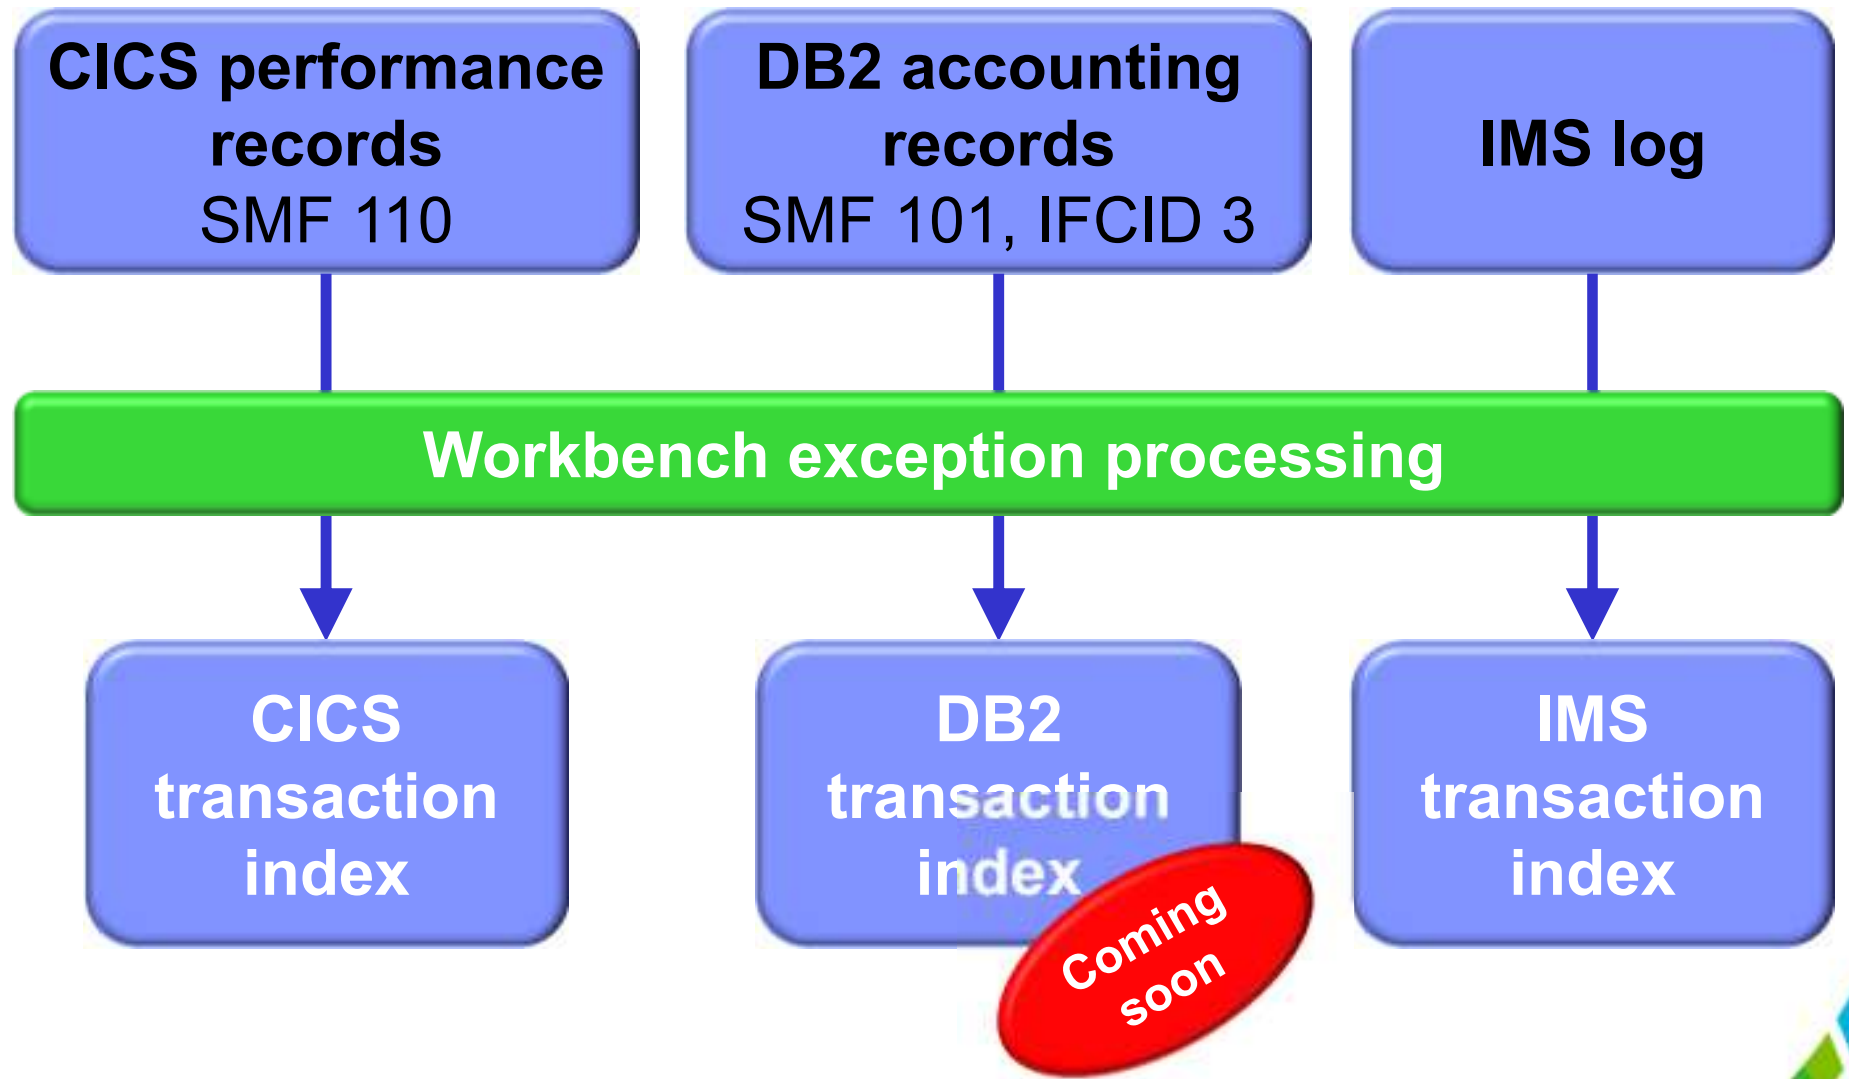 CICS performance
records
SMF 110
DB2 accounting
records
SMF 101, IFCID 3
IMS log
Workbench exception processing
CICS
transaction
index
DB2
transaction
index
Coming
soon
IMS
transaction
index